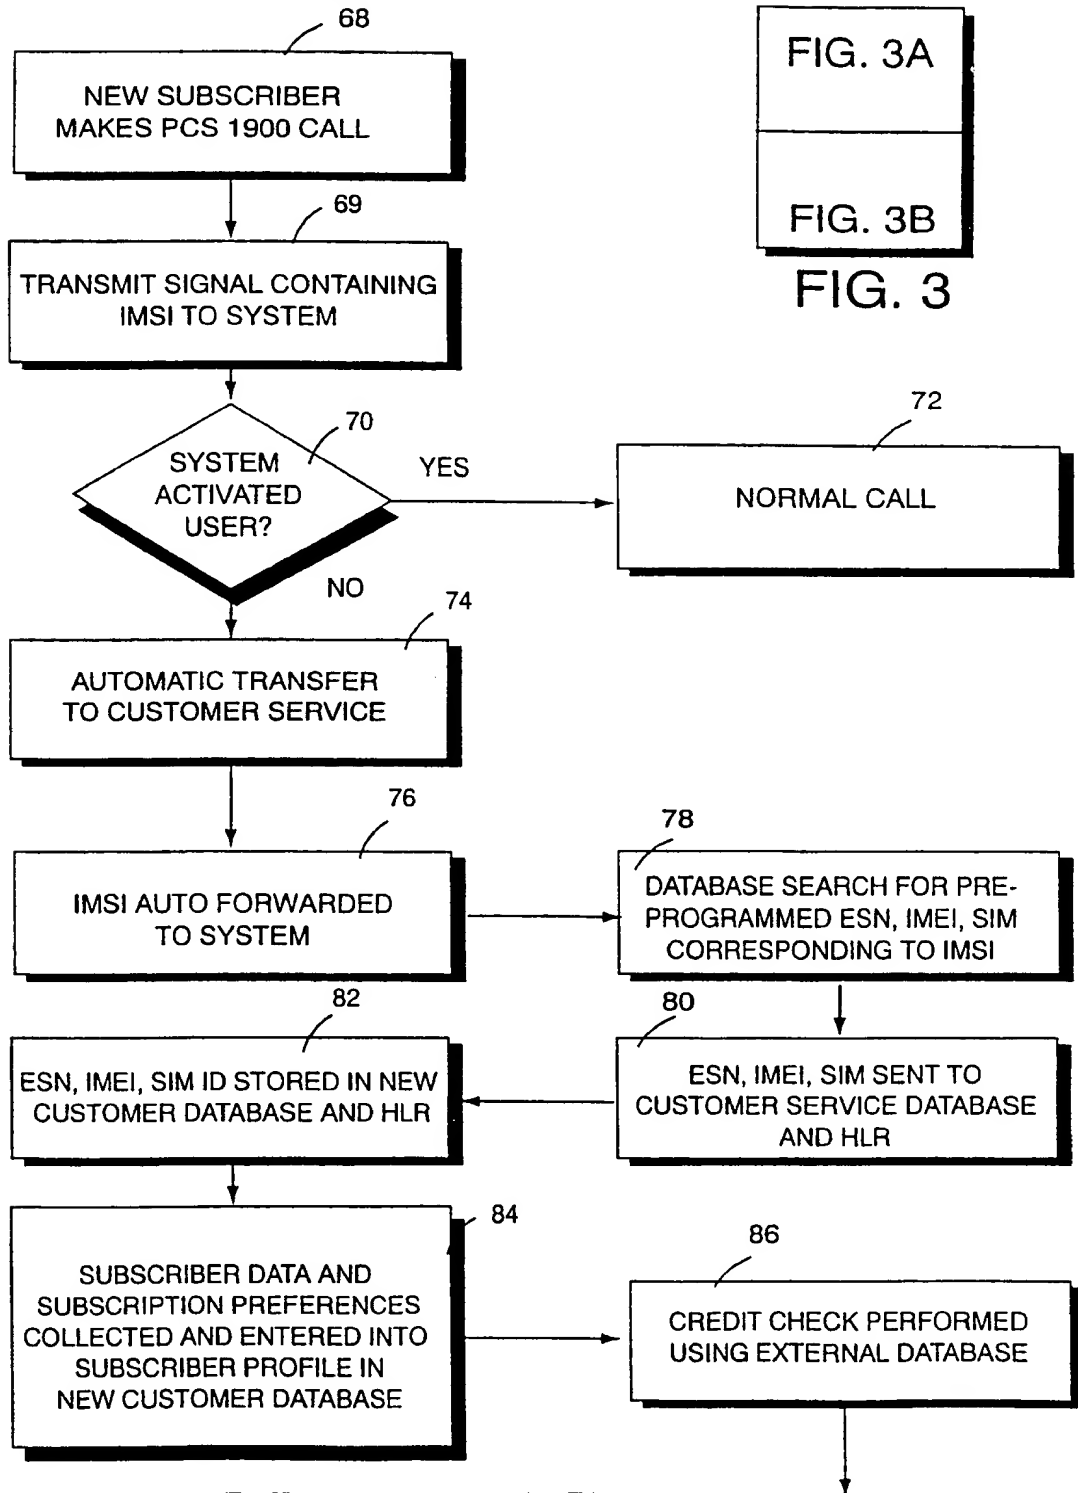 68
NEW SUBSCRIBER
MAKES PCS 1900 CALL
FIG. 3A
FIG. 3B
FIG. 3
69
TRANSMIT SIGNAL CONTAINING
IMSI TO SYSTEM
70
SYSTEM
ACTIVATED
USER?
YES
NO
72
NORMAL CALL
74
AUTOMATIC TRANSFER
TO CUSTOMER SERVICE
76
IMSI AUTO FORWARDED
TO SYSTEM
78
DATABASE SEARCH FOR PRE-
PROGRAMMED ESN, IMEI, SIM
CORRESPONDING TO IMSI
80
ESN, IMEI, SIM SENT TO
CUSTOMER SERVICE DATABASE
AND HLR
82
ESN, IMEI, SIM ID STORED IN NEW
CUSTOMER DATABASE AND HLR
84
SUBSCRIBER DATA AND
SUBSCRIPTION PREFERENCES
COLLECTED AND ENTERED INTO
SUBSCRIBER PROFILE IN
NEW CUSTOMER DATABASE
86
CREDIT CHECK PERFORMED
USING EXTERNAL DATABASE